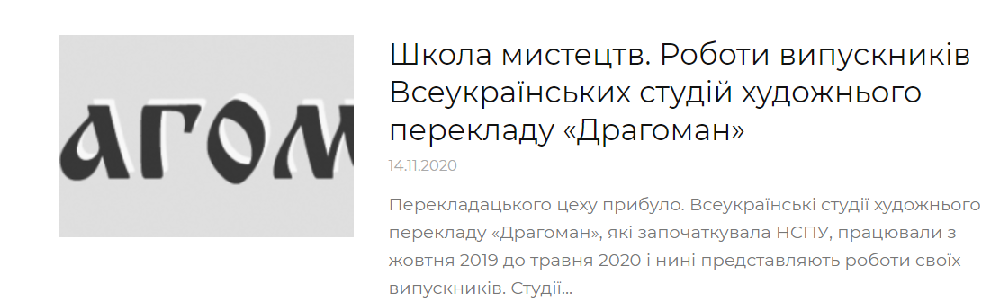 агом
Школа мистецтв. Роботи випускників
Всеукраїнських студій художнього
перекладу «Драгоман»
14.11.2020
Перекладацького цеху прибуло. Всеукраїнські студії художнього
перекладу «Драгоман», які започаткувала НСПУ, працювали з
жовтня 2019 до травня 2020 і нині представляють роботи своїх
випускників. Студії...